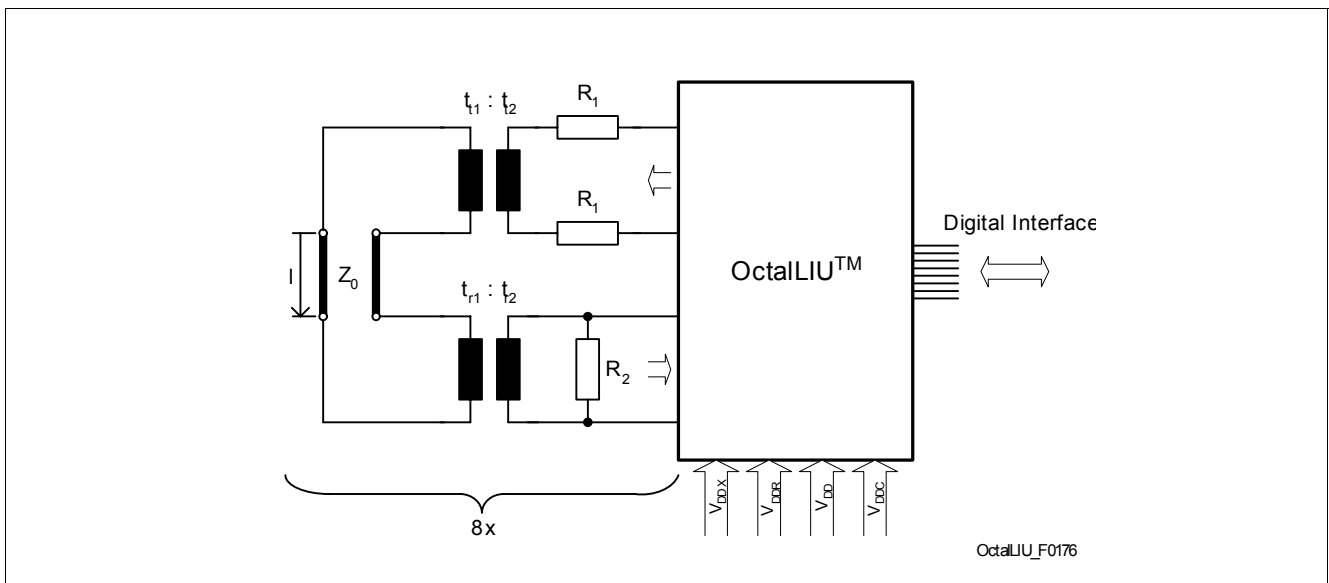 t_t1 : t_t2
R_1
R_1
Digital Interface
OctalLIU™
l
Z_0
t_r1 : t_r2
R_2
V_DDX
V_DDR
V_DD
V_DDC
8x
OctalLIU_F0176